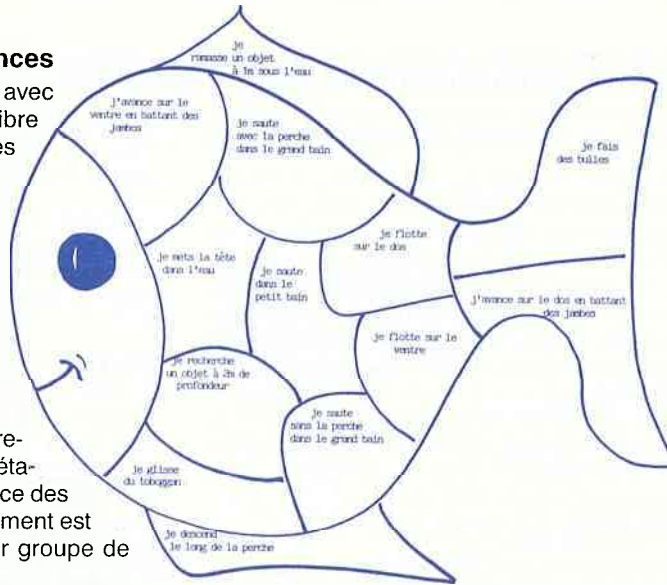 nces
avec
ibre
es
je
ramasse un objet
à 1m sous l'eau
j'avance sur le
ventre en battant des
jambes
je saute
avec la perche
dans le grand bain
je fais
des bulles
je mets la tête
dans l'eau
je saute
dans le
petit bain
je flotte
sur le dos
j'avance sur le dos en battant
des jambes
je flotte sur le
ventre
je recherche
un objet à 2m de
profondeur
je saute
sans la perche
dans le grand bain
je glisse
du toboggan
je descend
le long de la perche
re-
éta-
ce des
ment est
r groupe de